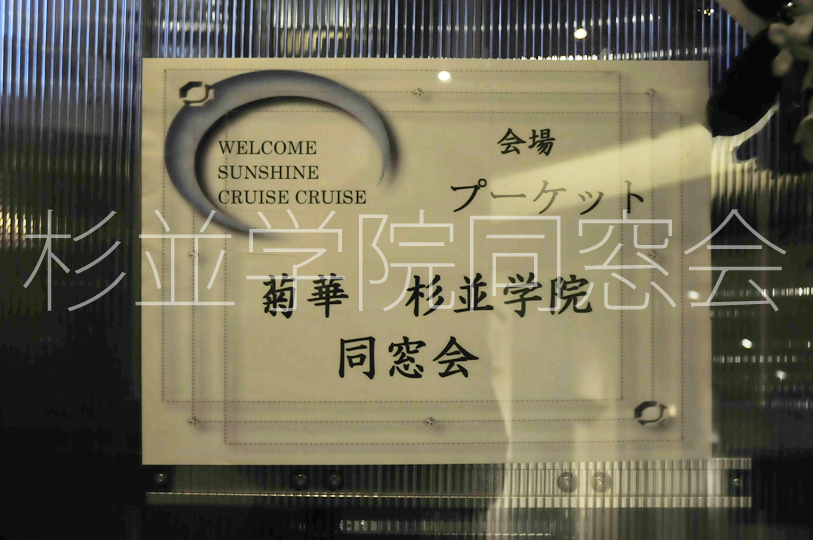 WELCOME
SUNSHINE
CRUISE CRUISE
会場
プーケット
杉並学院同窓会
菊華　杉並学院
同窓会